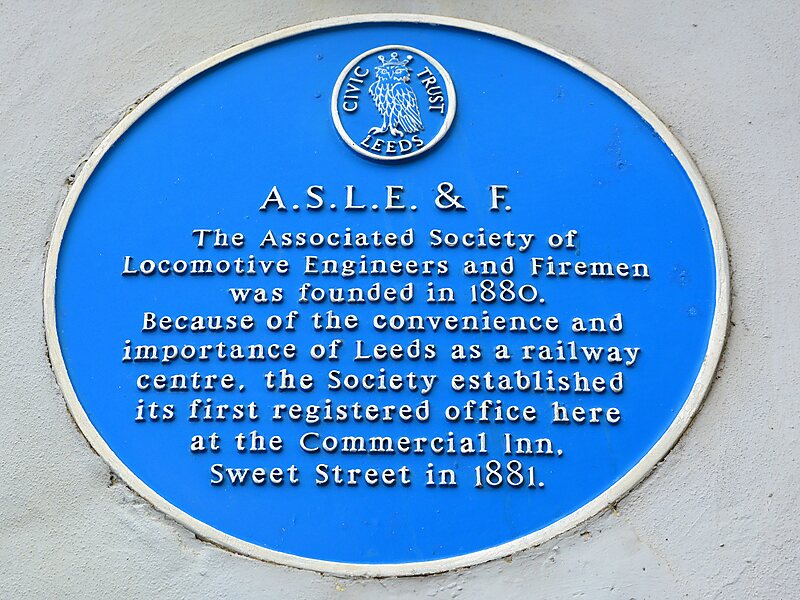 CIVIC TRUST
LEEDS
A.S.L.E. & F.
The Associated Society of
Locomotive Engineers and Firemen
was founded in 1880.
Because of the convenience and
importance of Leeds as a railway
centre, the Society established
its first registered office here
at the Commercial Inn,
Sweet Street in 1881.